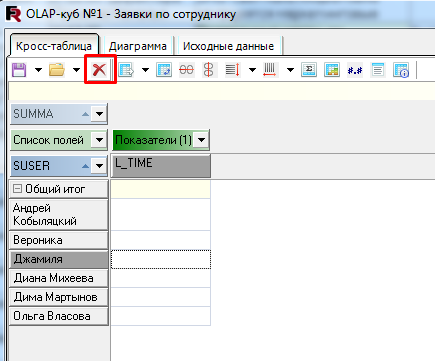 OLAP-куб №1 - Заявки по сотруднику
Кросс-таблица Диаграмма Исходные данные
#.#
SUMMA
Список полей Показатели (1)
SUSER L_TIME
Общий итог
Андрей
Кобыляцкий
Вероника
Джамиля
Диана Михеева
Дима Мартынов
Ольга Власова